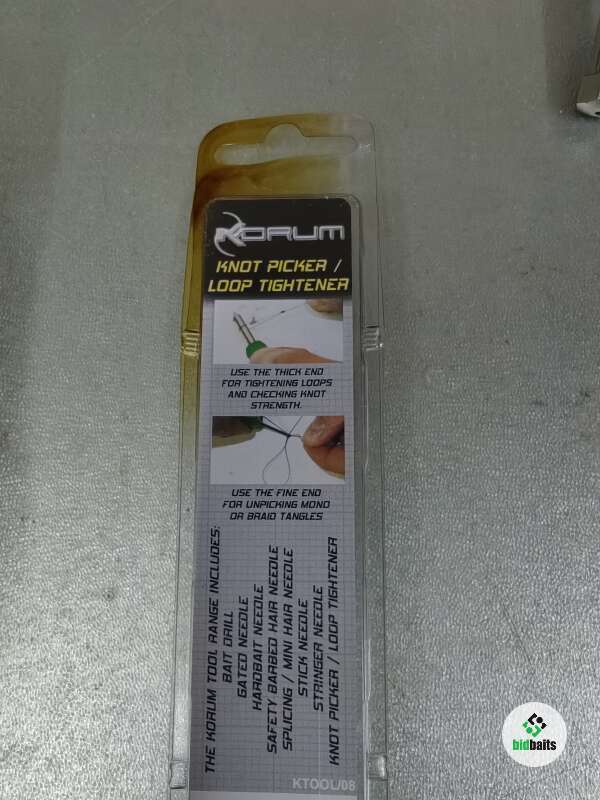 KORUM
KNOT PICKER /
LOOP TIGHTENER
USE THE THICK END
FOR TIGHTENING LOOPS
AND CHECKING KNOT
STRENGTH.
USE THE FINE END
FOR UNPICKING MONO
OR BRAID TANGLES
THE KORUM TOOL RANGE INCLUDES:
BAIT DRILL
GATED NEEDLE
HARDBAIT NEEDLE
SAFETY BARBED HAIR NEEDLE
SPLICING / MINI HAIR NEEDLE
STICK NEEDLE
STRINGER NEEDLE
KNOT PICKER / LOOP TIGHTENER
KTOOL/08
bidbaits